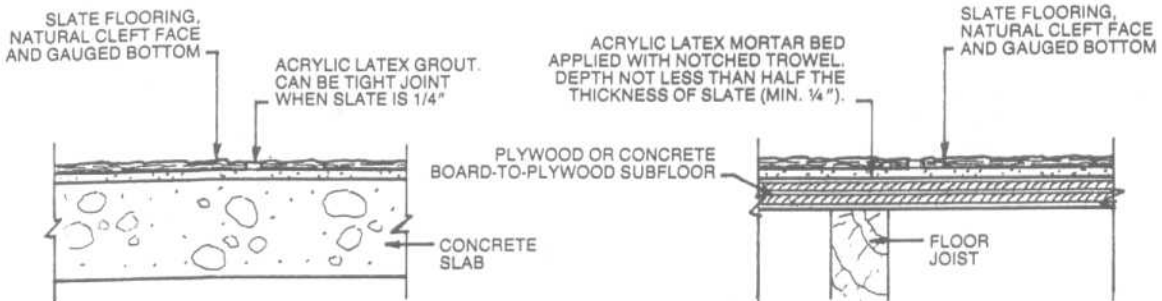 SLATE FLOORING,
NATURAL CLEFT FACE
AND GAUGED BOTTOM
ACRYLIC LATEX GROUT.
CAN BE TIGHT JOINT
WHEN SLATE IS 1/4"
CONCRETE
SLAB
ACRYLIC LATEX MORTAR BED
APPLIED WITH NOTCHED TROWEL.
DEPTH NOT LESS THAN HALF THE
THICKNESS OF SLATE (MIN. ¼").
SLATE FLOORING,
NATURAL CLEFT FACE
AND GAUGED BOTTOM
PLYWOOD OR CONCRETE
BOARD-TO-PLYWOOD SUBFLOOR
FLOOR
JOIST